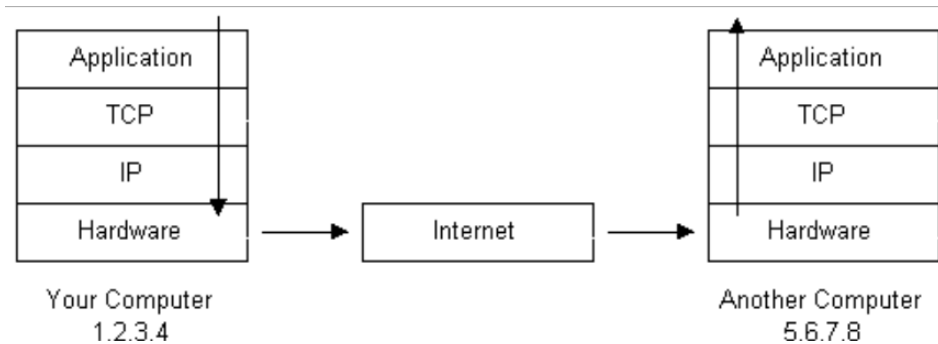 Application
TCP
IP
Hardware
Your Computer
1.2.3.4
Internet
Application
TCP
IP
Hardware
Another Computer
5.6.7.8